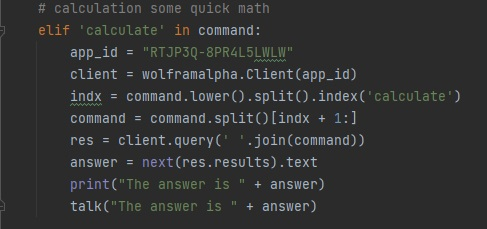 # calculation some quick math
elif 'calculate' in command:
app_id = "RTJP3Q-8PR4L5LWLW"
client = wolframalpha.Client(app_id)
indx = command.lower().split().index('calculate')
command = command.split()[indx + 1:]
res = client.query(' '.join(command))
answer = next(res.results).text
print("The answer is " + answer)
talk("The answer is " + answer)